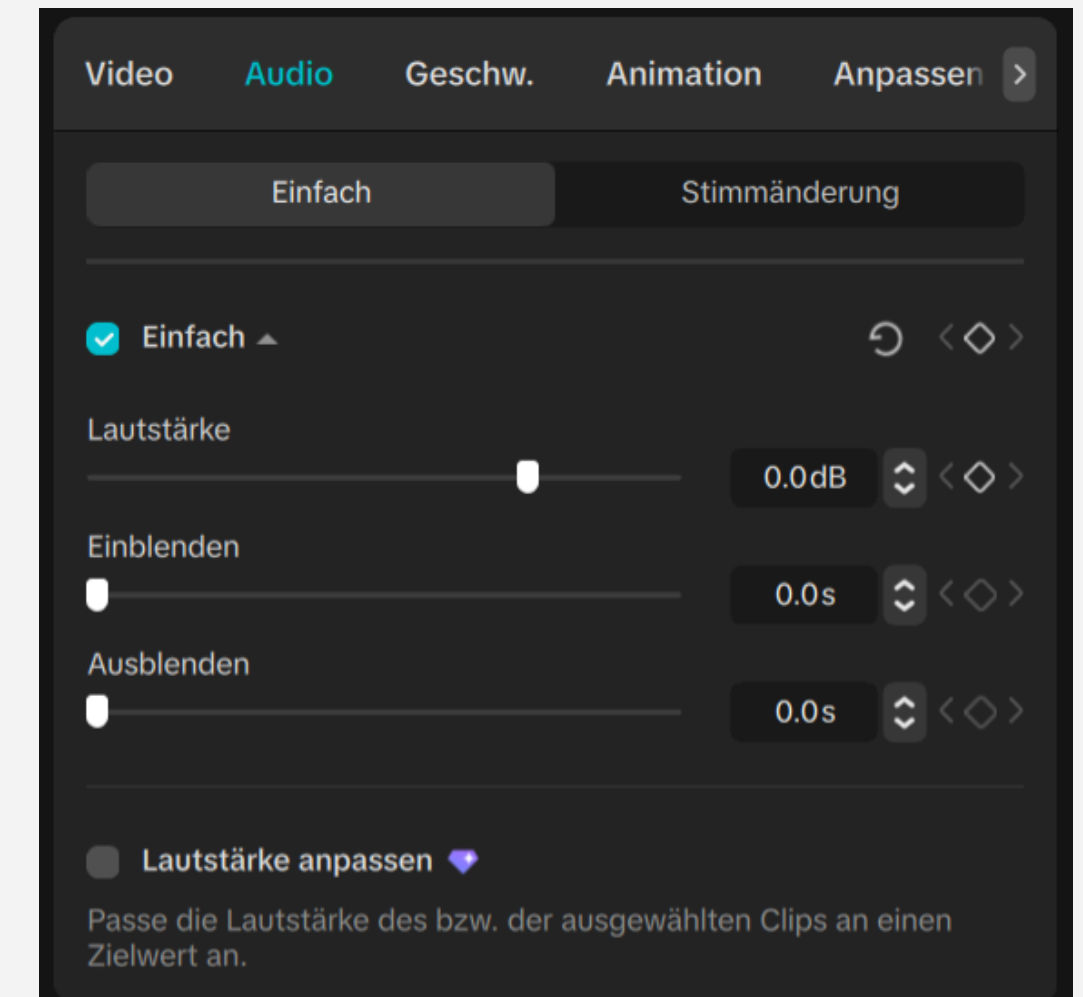 Video Audio Geschw. Animation Anpassen
Einfach Stimmänderung
Einfach
Lautstärke
0.0dB
Einblenden
0.0s
Ausblenden
0.0s
Lautstärke anpassen
Passe die Lautstärke des bzw. der ausgewählten Clips an einen
Zielwert an.